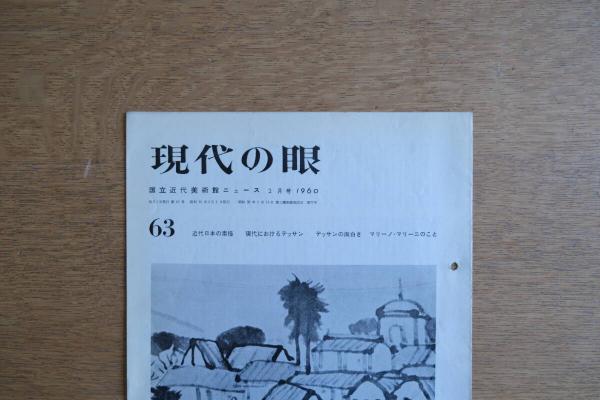 現代の眼
国立近代美術館ニュース 2月号 1960
63 近代日本の素描 現代におけるデッサン デッサンの面白さ マリーノ・マリーニのこと